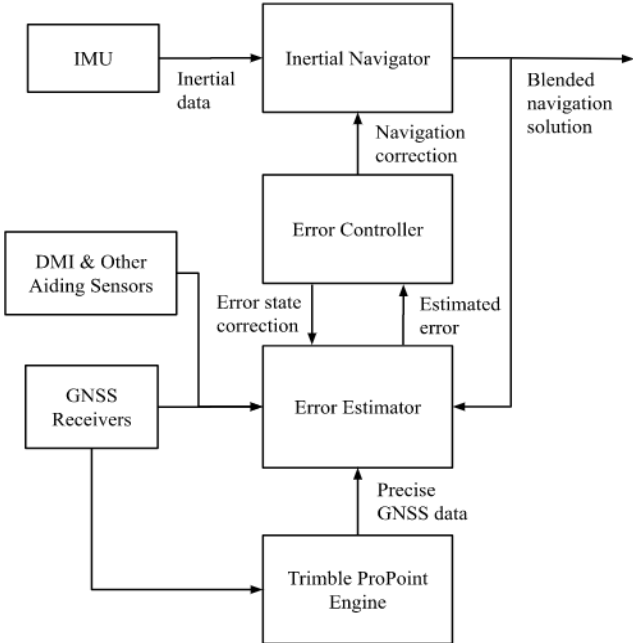 IMU
Inertial Navigator
Inertial
data
Blended
navigation
solution
Navigation
correction
Error Controller
DMI & Other
Aiding Sensors
Error state
correction
Estimated
error
GNSS
Receivers
Error Estimator
Precise
GNSS data
Trimble ProPoint
Engine